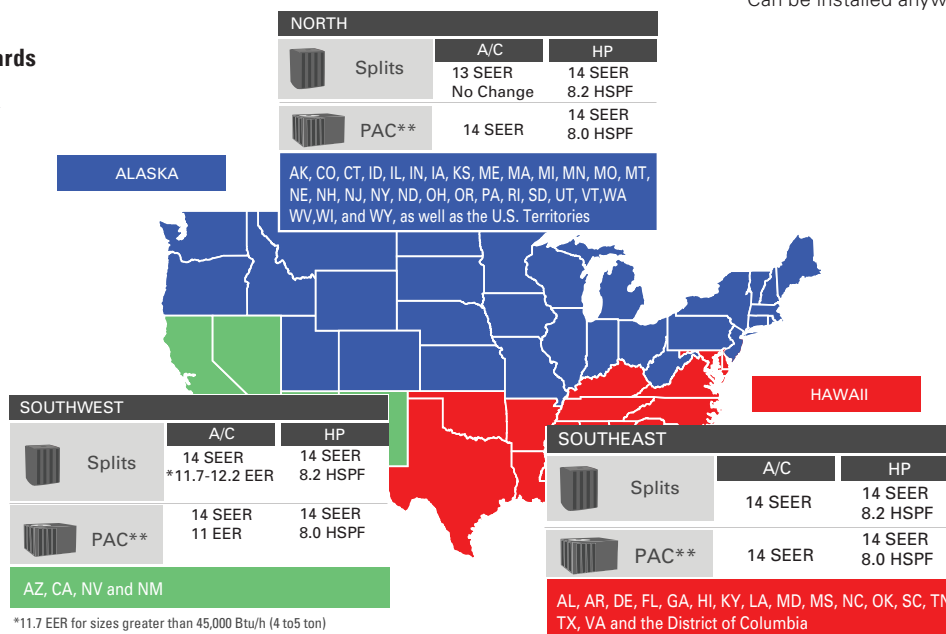 Can be installed anyw
ards
NORTH
A/C HP
Splits 13 SEER 14 SEER
No Change 8.2 HSPF
PAC** 14 SEER 14 SEER
8.0 HSPF
AK, CO, CT, ID, IL, IN, IA, KS, ME, MA, MI, MN, MO, MT,
NE, NH, NJ, NY, ND, OH, OR, PA, RI, SD, UT, VT,WA
WV,WI, and WY, as well as the U.S. Territories
ALASKA
HAWAII
SOUTHWEST
A/C HP
Splits 14 SEER 14 SEER
*11.7-12.2 EER 8.2 HSPF
PAC** 14 SEER 14 SEER
11 EER 8.0 HSPF
AZ, CA, NV and NM
*11.7 EER for sizes greater than 45,000 Btu/h (4 to5 ton)
SOUTHEAST
A/C HP
Splits 14 SEER 14 SEER
8.2 HSPF
PAC** 14 SEER 14 SEER
8.0 HSPF
AL, AR, DE, FL, GA, HI, KY, LA, MD, MS, NC, OK, SC, TN
TX, VA and the District of Columbia